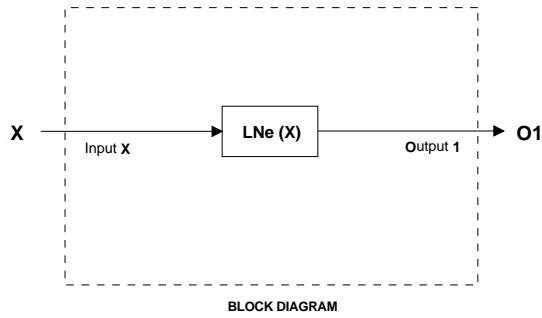 X
Input X
LNe (X)
Output 1
O1
BLOCK DIAGRAM